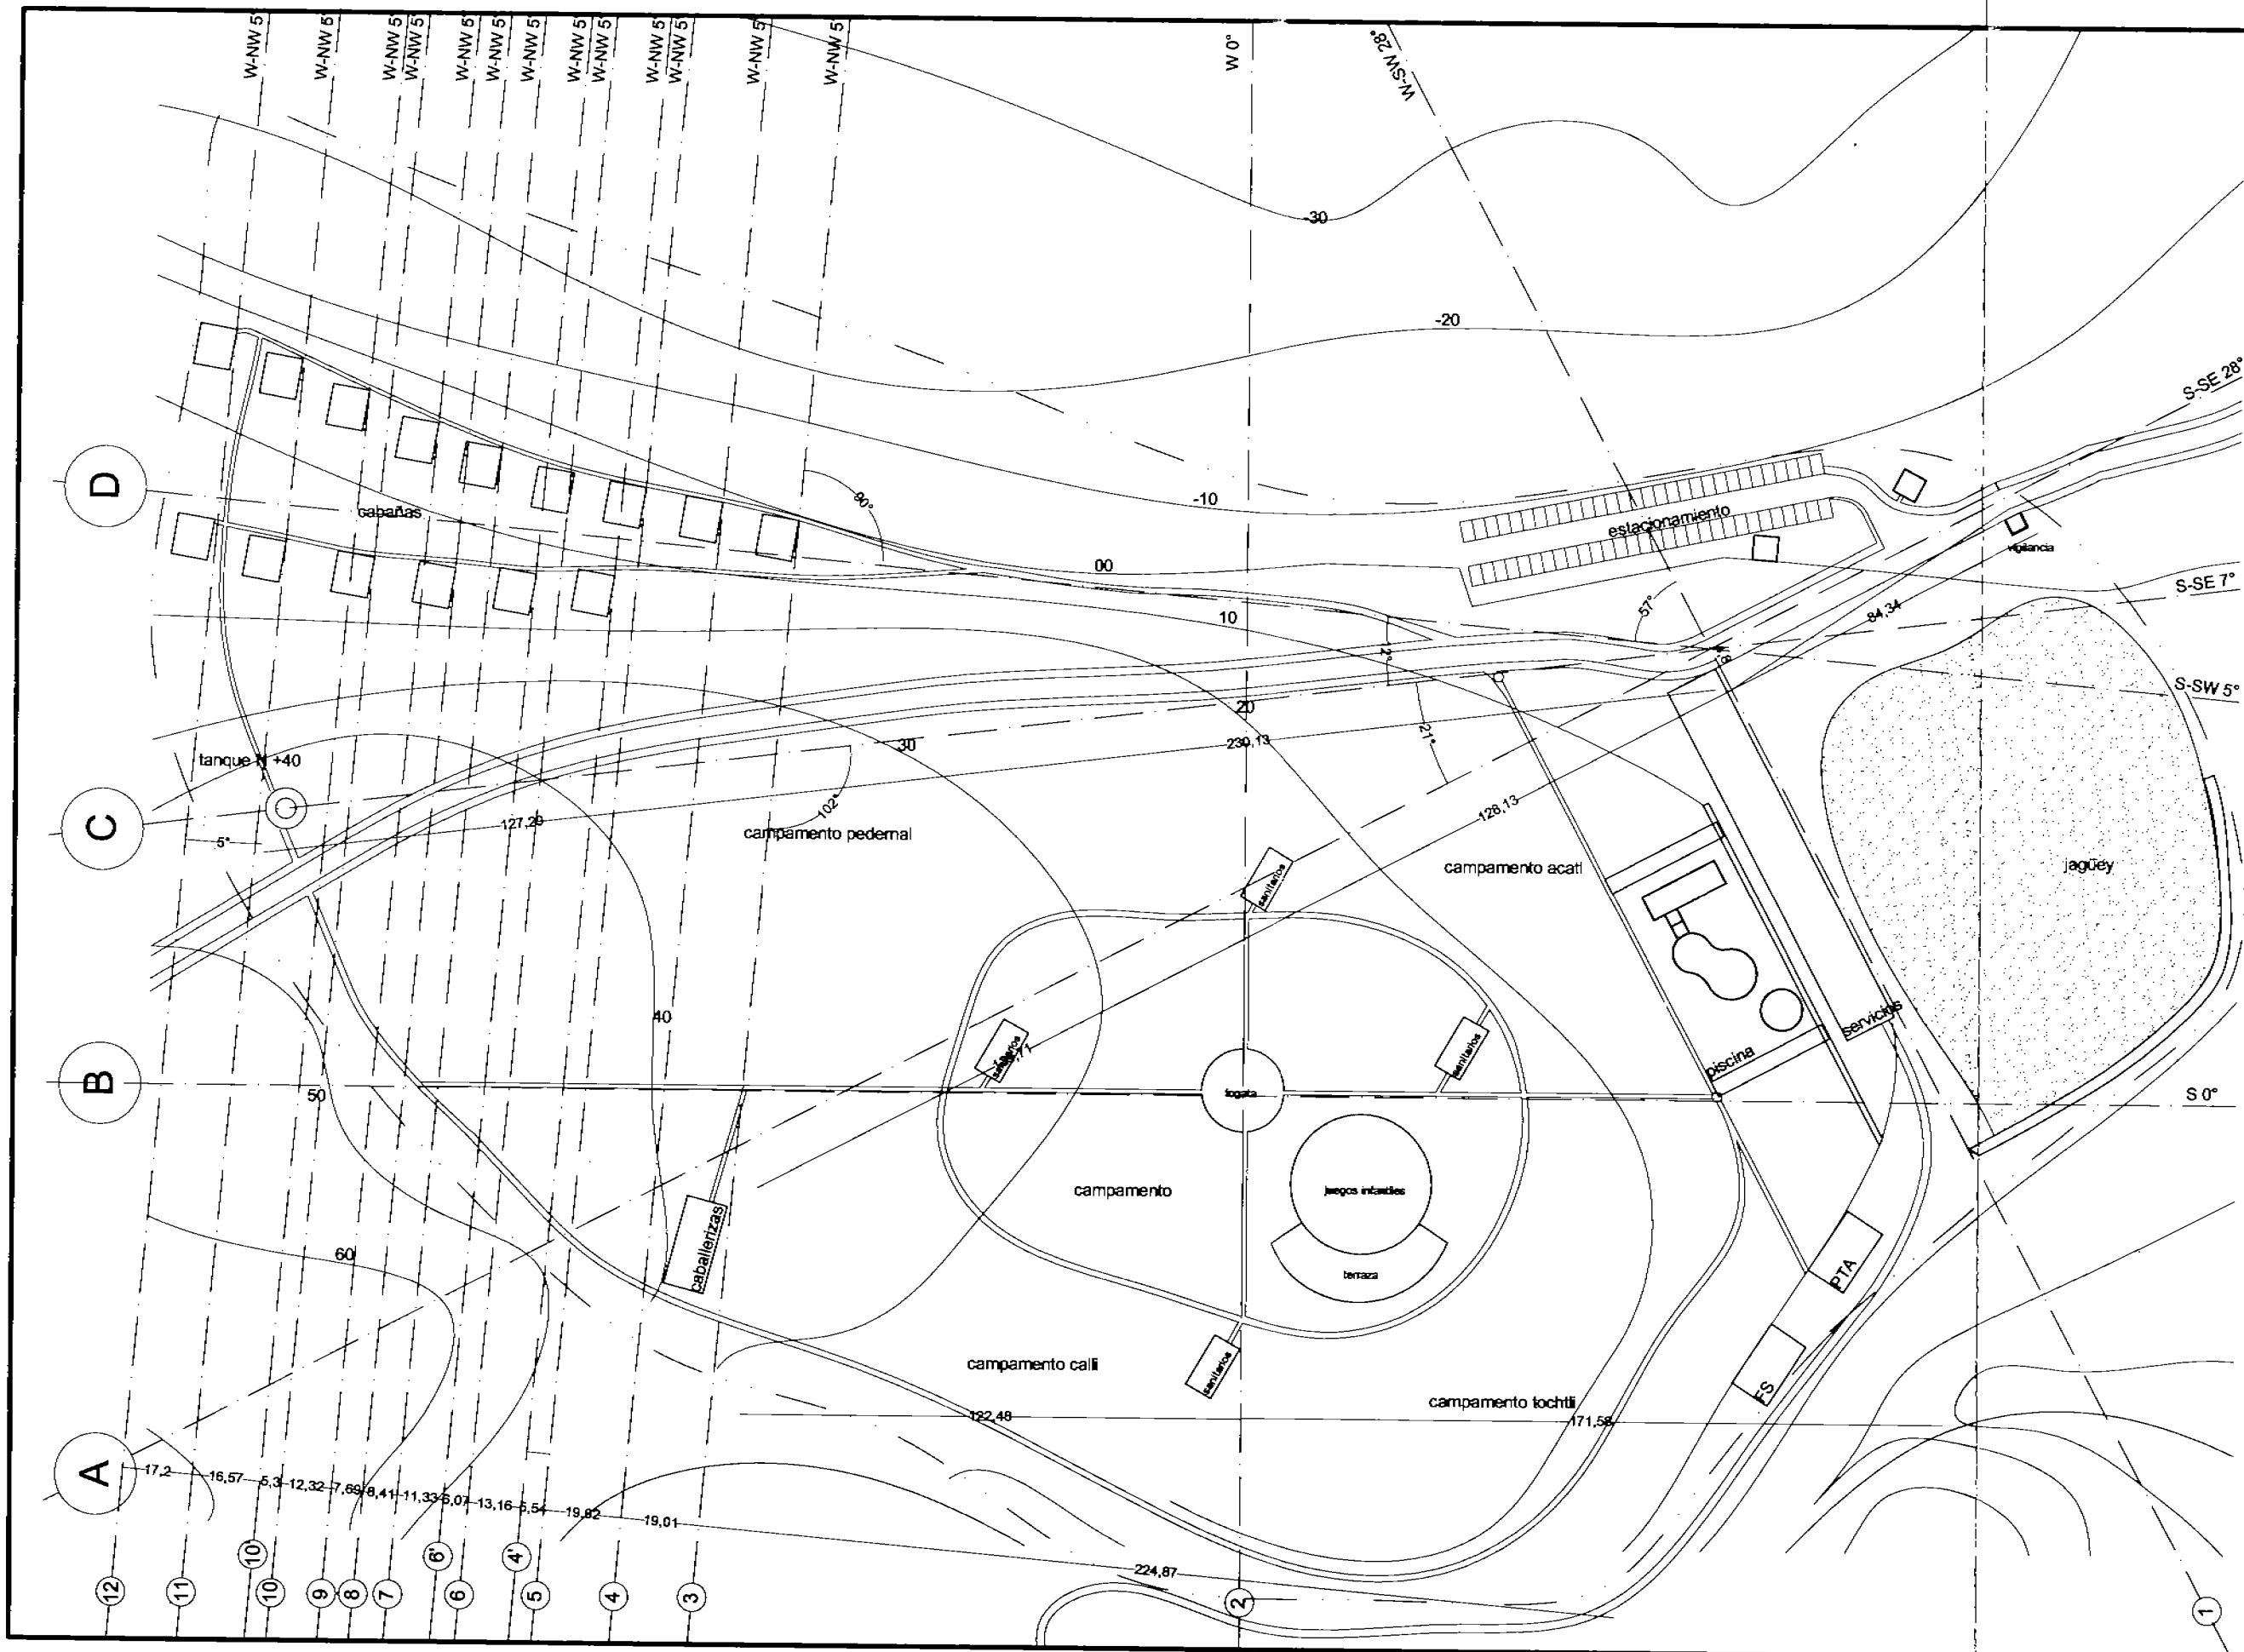 W-NW 5°
W-NW 5°
W-NW 5°
W-NW 5°
W-NW 5°
W-NW 5°
W-NW 5°
W-NW 5°
W-NW 5°
W-NW 5°
W-NW 5°
W-NW 5°
W-NW 5°
W 0°
W-SW 28°
-30
-20
S-SE 28°
D
cabañas
90°
-10
estacionamiento
vigilancia
00
S-SE 7°
10
57°
84,34
12°
S-SW 5°
20
21°
30
230,13
tanque N +40
C
5°
127,29
102°
campamento pedernal
128,13
campamento acatl
jagüey
sanitarios
40
sanitarios
sanitarios
servicios
piscina
B
50
fogata
S 0°
campamento
juegos infantiles
caballerizas
60
terraza
PTA
campamento calli
sanitarios
FS
campamento tochtli
122,48
171,58
A
17,2
16,57
5,3
12,32
7,69
8,41
11,33
6,07
13,16
5,54
19,82
19,01
224,87
12
11
10'
10
9
8
7
6'
6
4'
5
4
3
2
1